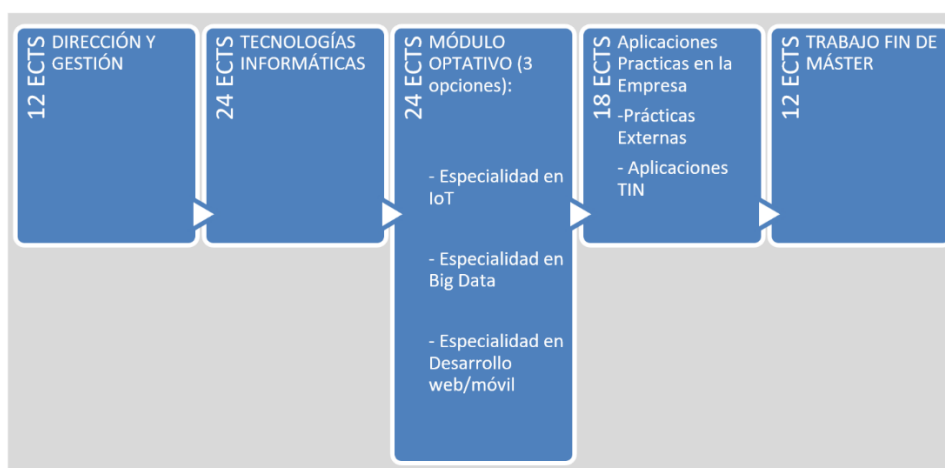 12 ECTS
DIRECCIÓN Y
GESTIÓN
24 ECTS
TECNOLOGÍAS
INFORMÁTICAS
24 ECTS
MÓDULO
OPTATIVO (3
opciones):
- Especialidad en
IoT
- Especialidad en
Big Data
- Especialidad en
Desarrollo
web/móvil
18 ECTS
Aplicaciones
Practicas en la
Empresa
-Prácticas
Externas
- Aplicaciones
TIN
12 ECTS
TRABAJO FIN DE
MÁSTER